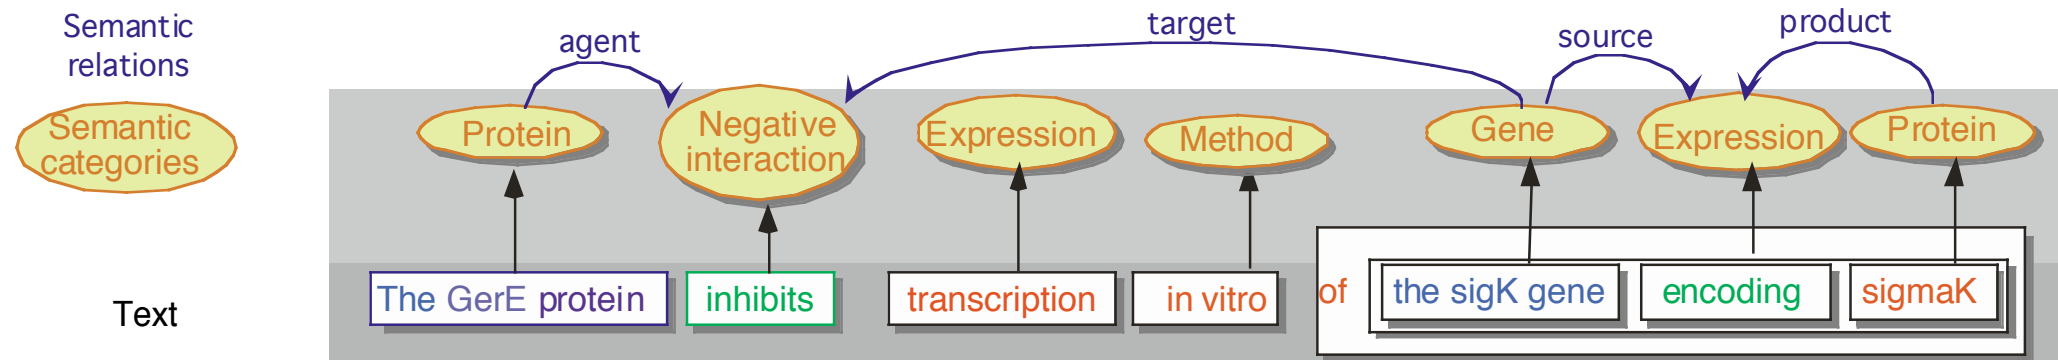 Semantic
relations
agent
target
source
product
Semantic
categories
Protein
Negative
interaction
Expression
Method
Gene
Expression
Protein
Text
The GerE protein
inhibits
transcription
in vitro
of
the sigK gene
encoding
sigmaK